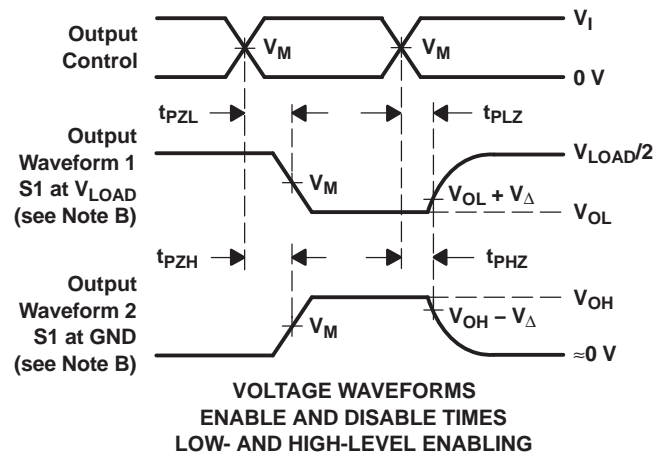 Output
Control
V_M
V_M
V_I
0 V
t_PZL
t_PLZ
Output
Waveform 1
S1 at V_LOAD
(see Note B)
V_M
V_LOAD/2
V_OL + V_Δ
V_OL
t_PZH
t_PHZ
Output
Waveform 2
S1 at GND
(see Note B)
V_M
V_OH
V_OH − V_Δ
≈0 V
VOLTAGE WAVEFORMS
ENABLE AND DISABLE TIMES
LOW- AND HIGH-LEVEL ENABLING